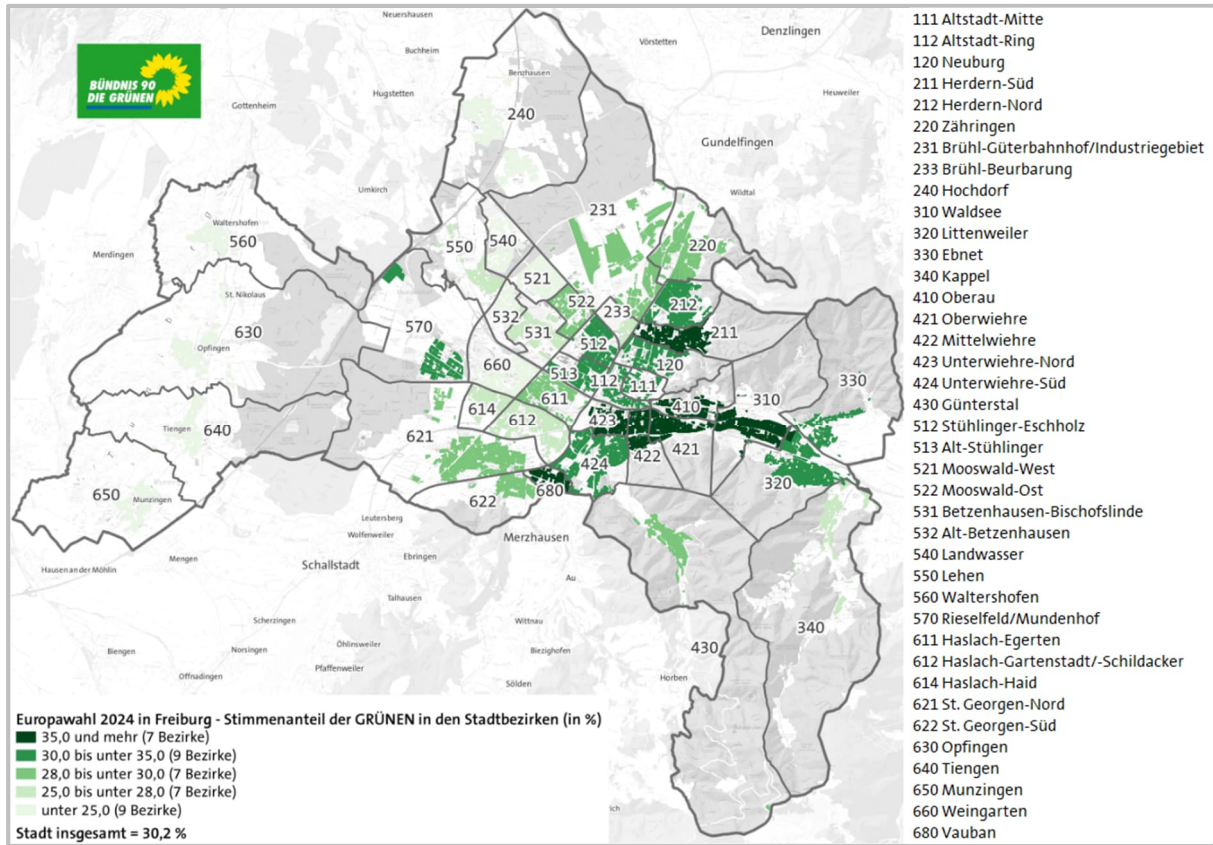 BÜNDNIS 90
DIE GRÜNEN
Neuershausen
Buchheim
Vörstetten
Denzlingen
Benzhausen
Hugstetten
Gottenheim
Heuweiler
240
Gundelfingen
Umkirch
Wildtal
231
Waltershofen
560
Merdingen
550
540
220
St. Nikolaus
521
522
212
630
570
532
531
233
211
Opfingen
512
660
513
120
112
111
330
310
611
410
614
612
423
Tiengen
640
621
424
422
421
650
Munzingen
622
680
320
Leutersberg
Wolfenweiler
Merzhausen
Mengen
Ebringen
Schallstadt
Hausen an der Möhlin
Au
Talhausen
Scherzingen
Wittnau
340
Biengen
Norsingen
Öhlinsweiler
Biezighofen
430
Pfaffenweiler
Offnadingen
Sölden
Horben
Europawahl 2024 in Freiburg - Stimmenanteil der GRÜNEN in den Stadtbezirken (in %)
35,0 und mehr (7 Bezirke)
30,0 bis unter 35,0 (9 Bezirke)
28,0 bis unter 30,0 (7 Bezirke)
25,0 bis unter 28,0 (7 Bezirke)
unter 25,0 (9 Bezirke)
Stadt insgesamt = 30,2 %
111 Altstadt-Mitte
112 Altstadt-Ring
120 Neuburg
211 Herdern-Süd
212 Herdern-Nord
220 Zähringen
231 Brühl-Güterbahnhof/Industriegebiet
233 Brühl-Beurbarung
240 Hochdorf
310 Waldsee
320 Littenweiler
330 Ebnet
340 Kappel
410 Oberau
421 Oberwiehre
422 Mittelwiehre
423 Unterwiehre-Nord
424 Unterwiehre-Süd
430 Günterstal
512 Stühlinger-Eschholz
513 Alt-Stühlinger
521 Mooswald-West
522 Mooswald-Ost
531 Betzenhausen-Bischofslinde
532 Alt-Betzenhausen
540 Landwasser
550 Lehen
560 Waltershofen
570 Rieselfeld/Mundenhof
611 Haslach-Egerten
612 Haslach-Gartenstadt/-Schildacker
614 Haslach-Haid
621 St. Georgen-Nord
622 St. Georgen-Süd
630 Opfingen
640 Tiengen
650 Munzingen
660 Weingarten
680 Vauban